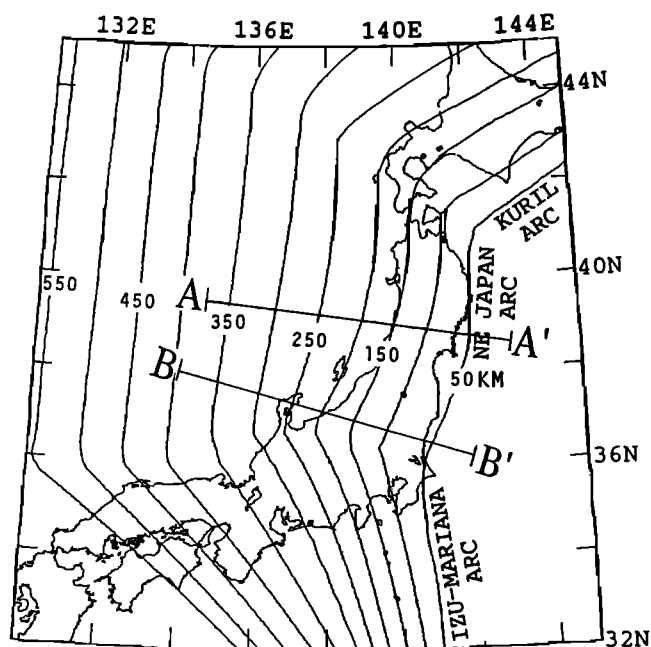 132E 136E 140E 144E
44N
KURIL
ARC
40N
550 450 350 250 150 50KM
NE JAPAN
ARC
A A'
B B'
36N
IZU-MARIANA
ARC
32N